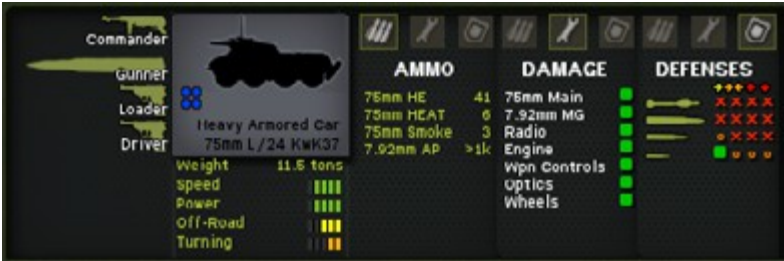 Commander
Gunner
Loader
Driver
Heavy Armored Car
75mm L/24 KwK37
Weight 11.5 tons
Speed
Power
Off-Road
Turning
AMMO
75mm HE 41
75mm HEAT 6
75mm Smoke 3
7.92mm AP >1k
DAMAGE
75mm Main
7.92mm MG
Radio
Engine
Wpn Controls
Optics
Wheels
DEFENSES